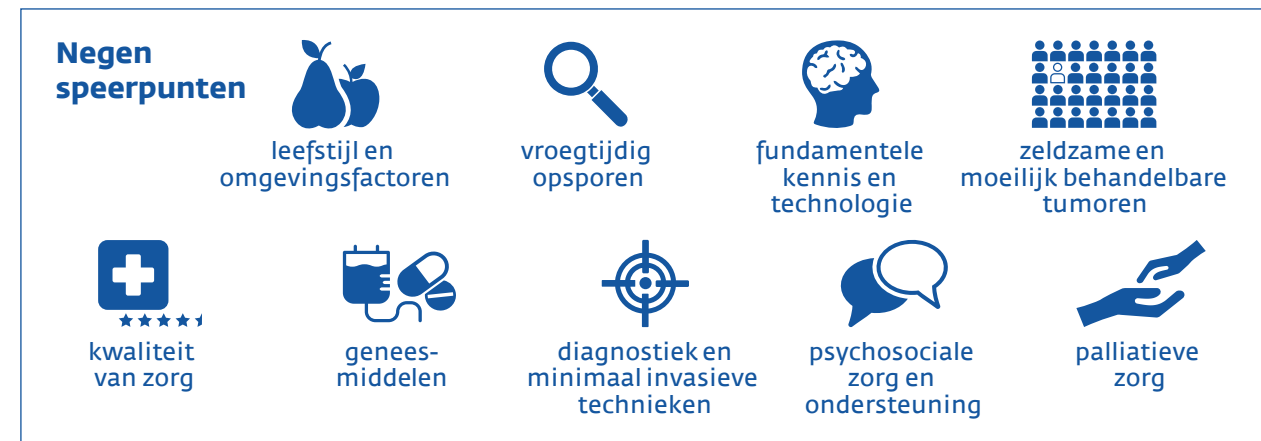 Negen
speerpunten
leefstijl en
omgevingsfactoren
vroegtijdig
opsporen
fundamentele
kennis en
technologie
zeldzame en
moeilijk behandelbare
tumoren
kwaliteit
van zorg
genees-
middelen
diagnostiek en
minimaal invasieve
technieken
psychosociale
zorg en
ondersteuning
palliatieve
zorg